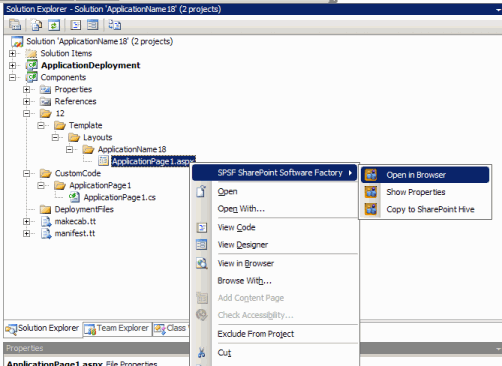 Solution Explorer - Solution 'ApplicationName18' (2 projects)
Solution 'ApplicationName18' (2 projects)
Solution Items
ApplicationDeployment
Components
Properties
References
12
Template
Layouts
ApplicationName18
ApplicationPage1.aspx
CustomCode
ApplicationPage1
ApplicationPage1.cs
DeploymentFiles
makecab.tt
manifest.tt
SPSF SharePoint Software Factory
Open
Open With...
View Code
View Designer
View in Browser
Browse With...
Add Content Page
Check Accessibility...
Exclude From Project
Cut
Open in Browser
Show Properties
Copy to SharePoint Hive
Solution Explorer
Team Explorer
Class
Properties
ApplicationPage1.aspx File Properties